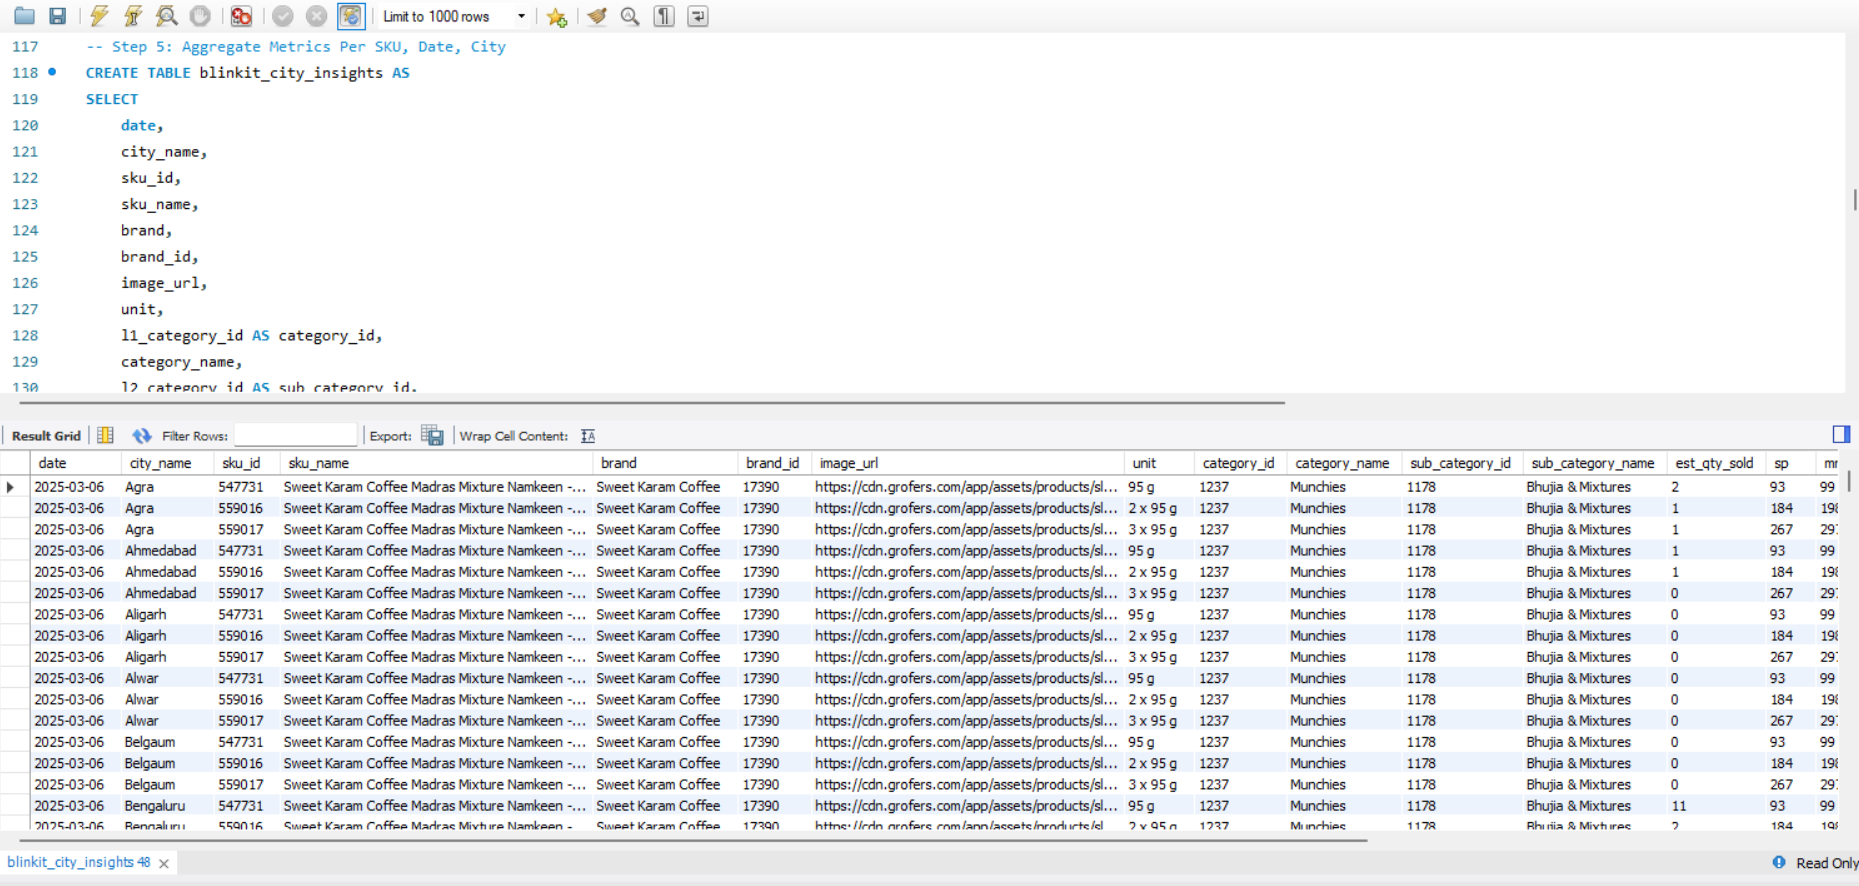 Limit to 1000 rows
117 -- Step 5: Aggregate Metrics Per SKU, Date, City
118 CREATE TABLE blinkit_city_insights AS
119 SELECT
120 date,
121 city_name,
122 sku_id,
123 sku_name,
124 brand,
125 brand_id,
126 image_url,
127 unit,
128 l1_category_id AS category_id,
129 category_name,
130 l2_category_id AS sub_category_id,
Result Grid Filter Rows: Export: Wrap Cell Content:
date city_name sku_id sku_name brand brand_id image_url unit category_id category_name sub_category_id sub_category_name est_qty_sold sp
2025-03-06 Agra 547731 Sweet Karam Coffee Madras Mixture Namkeen -... Sweet Karam Coffee 17390 https://cdn.grofers.com/app/assets/products/sl... 95 g 1237 Munchies 1178 Bhujia & Mixtures 2 93 99
2025-03-06 Agra 559016 Sweet Karam Coffee Madras Mixture Namkeen -... Sweet Karam Coffee 17390 https://cdn.grofers.com/app/assets/products/sl... 2 x 95 g 1237 Munchies 1178 Bhujia & Mixtures 1 184 198
2025-03-06 Agra 559017 Sweet Karam Coffee Madras Mixture Namkeen -... Sweet Karam Coffee 17390 https://cdn.grofers.com/app/assets/products/sl... 3 x 95 g 1237 Munchies 1178 Bhujia & Mixtures 1 267 297
2025-03-06 Ahmedabad 547731 Sweet Karam Coffee Madras Mixture Namkeen -... Sweet Karam Coffee 17390 https://cdn.grofers.com/app/assets/products/sl... 95 g 1237 Munchies 1178 Bhujia & Mixtures 1 93 99
2025-03-06 Ahmedabad 559016 Sweet Karam Coffee Madras Mixture Namkeen -... Sweet Karam Coffee 17390 https://cdn.grofers.com/app/assets/products/sl... 2 x 95 g 1237 Munchies 1178 Bhujia & Mixtures 1 184 198
2025-03-06 Ahmedabad 559017 Sweet Karam Coffee Madras Mixture Namkeen -... Sweet Karam Coffee 17390 https://cdn.grofers.com/app/assets/products/sl... 3 x 95 g 1237 Munchies 1178 Bhujia & Mixtures 0 267 297
2025-03-06 Aligarh 547731 Sweet Karam Coffee Madras Mixture Namkeen -... Sweet Karam Coffee 17390 https://cdn.grofers.com/app/assets/products/sl... 95 g 1237 Munchies 1178 Bhujia & Mixtures 0 93 99
2025-03-06 Aligarh 559016 Sweet Karam Coffee Madras Mixture Namkeen -... Sweet Karam Coffee 17390 https://cdn.grofers.com/app/assets/products/sl... 2 x 95 g 1237 Munchies 1178 Bhujia & Mixtures 0 184 198
2025-03-06 Aligarh 559017 Sweet Karam Coffee Madras Mixture Namkeen -... Sweet Karam Coffee 17390 https://cdn.grofers.com/app/assets/products/sl... 3 x 95 g 1237 Munchies 1178 Bhujia & Mixtures 0 267 297
2025-03-06 Alwar 547731 Sweet Karam Coffee Madras Mixture Namkeen -... Sweet Karam Coffee 17390 https://cdn.grofers.com/app/assets/products/sl... 95 g 1237 Munchies 1178 Bhujia & Mixtures 0 93 99
2025-03-06 Alwar 559016 Sweet Karam Coffee Madras Mixture Namkeen -... Sweet Karam Coffee 17390 https://cdn.grofers.com/app/assets/products/sl... 2 x 95 g 1237 Munchies 1178 Bhujia & Mixtures 0 184 198
2025-03-06 Alwar 559017 Sweet Karam Coffee Madras Mixture Namkeen -... Sweet Karam Coffee 17390 https://cdn.grofers.com/app/assets/products/sl... 3 x 95 g 1237 Munchies 1178 Bhujia & Mixtures 0 267 297
2025-03-06 Belgaum 547731 Sweet Karam Coffee Madras Mixture Namkeen -... Sweet Karam Coffee 17390 https://cdn.grofers.com/app/assets/products/sl... 95 g 1237 Munchies 1178 Bhujia & Mixtures 0 93 99
2025-03-06 Belgaum 559016 Sweet Karam Coffee Madras Mixture Namkeen -... Sweet Karam Coffee 17390 https://cdn.grofers.com/app/assets/products/sl... 2 x 95 g 1237 Munchies 1178 Bhujia & Mixtures 0 184 198
2025-03-06 Belgaum 559017 Sweet Karam Coffee Madras Mixture Namkeen -... Sweet Karam Coffee 17390 https://cdn.grofers.com/app/assets/products/sl... 3 x 95 g 1237 Munchies 1178 Bhujia & Mixtures 0 267 297
2025-03-06 Bengaluru 547731 Sweet Karam Coffee Madras Mixture Namkeen -... Sweet Karam Coffee 17390 https://cdn.grofers.com/app/assets/products/sl... 95 g 1237 Munchies 1178 Bhujia & Mixtures 11 93 99
2025-03-06 Bengaluru 559016 Sweet Karam Coffee Madras Mixture Namkeen - Sweet Karam Coffee 17390 https://cdn.grofers.com/app/assets/products/sl 2 x 95 g 1237 Munchies 1178 Bhujia & Mixtures 2 184 198
blinkit_city_insights 48 Read Only